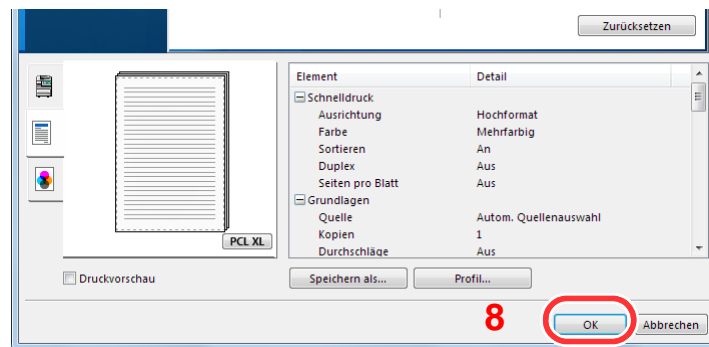 Zurücksetzen
Element Detail
Schnelldruck
Ausrichtung Hochformat
Farbe Mehrfarbig
Sortieren An
Duplex Aus
Seiten pro Blatt Aus
Grundlagen
Quelle Autom. Quellenauswahl
Kopien 1
Durchschläge Aus
PCL XL
Druckvorschau Speichern als... Profil...
8 OK Abbrechen